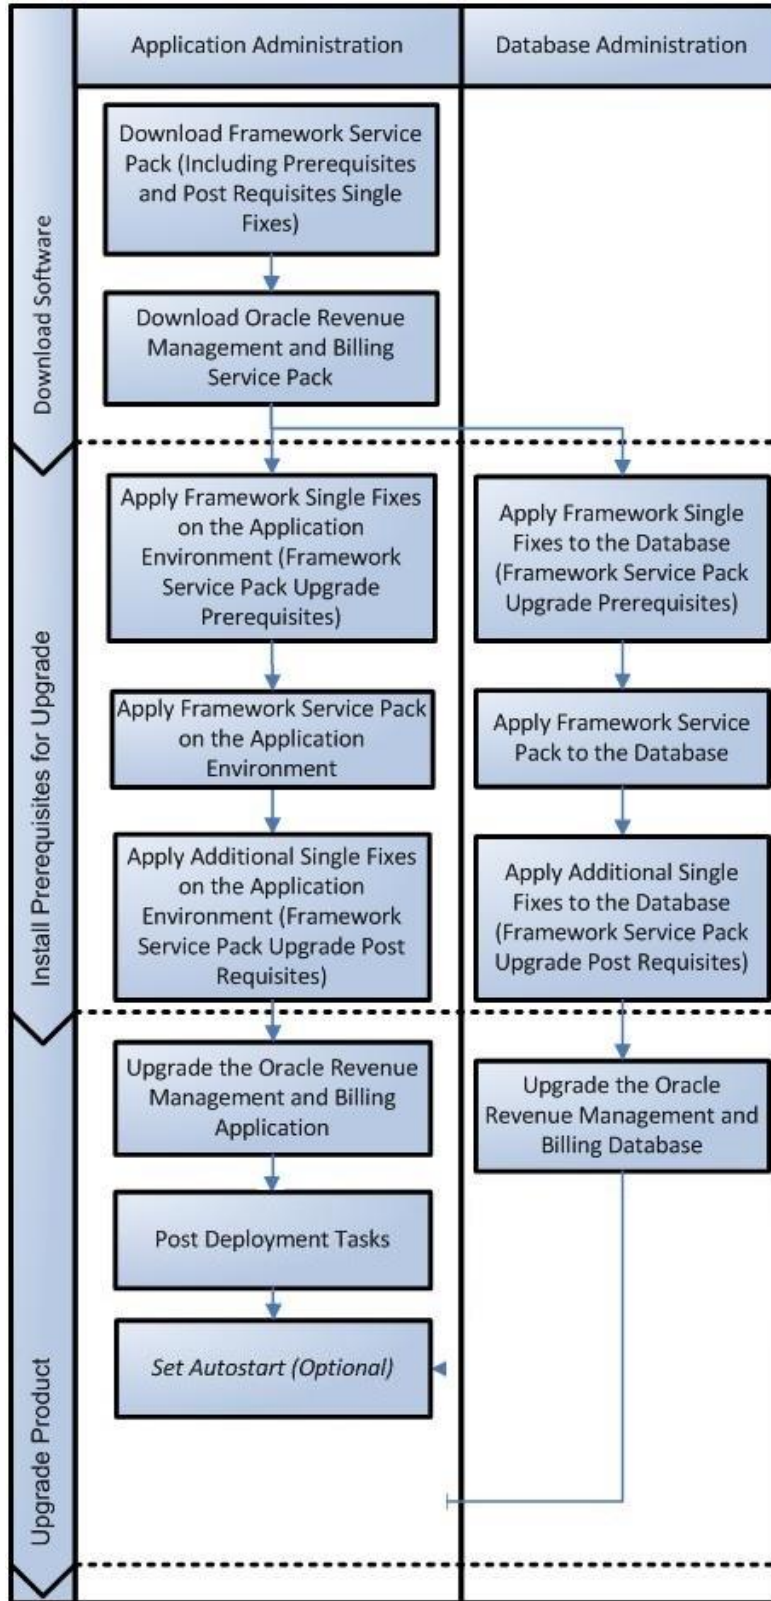 Application Administration
Database Administration
Download Software
Download Framework Service
Pack (Including Prerequisites
and Post Requisites Single
Fixes)
Download Oracle Revenue
Management and Billing
Service Pack
Install Prerequisites for Upgrade
Apply Framework Single Fixes
on the Application
Environment (Framework
Service Pack Upgrade
Prerequisites)
Apply Framework Single
Fixes to the Database
(Framework Service Pack
Upgrade Prerequisites)
Apply Framework Service Pack
on the Application
Environment
Apply Framework Service
Pack to the Database
Apply Additional Single Fixes
on the Application
Environment (Framework
Service Pack Upgrade Post
Requisites)
Apply Additional Single
Fixes to the Database
(Framework Service Pack
Upgrade Post Requisites)
Upgrade Product
Upgrade the Oracle Revenue
Management and Billing
Application
Upgrade the Oracle
Revenue Management and
Billing Database
Post Deployment Tasks
Set Autostart (Optional)